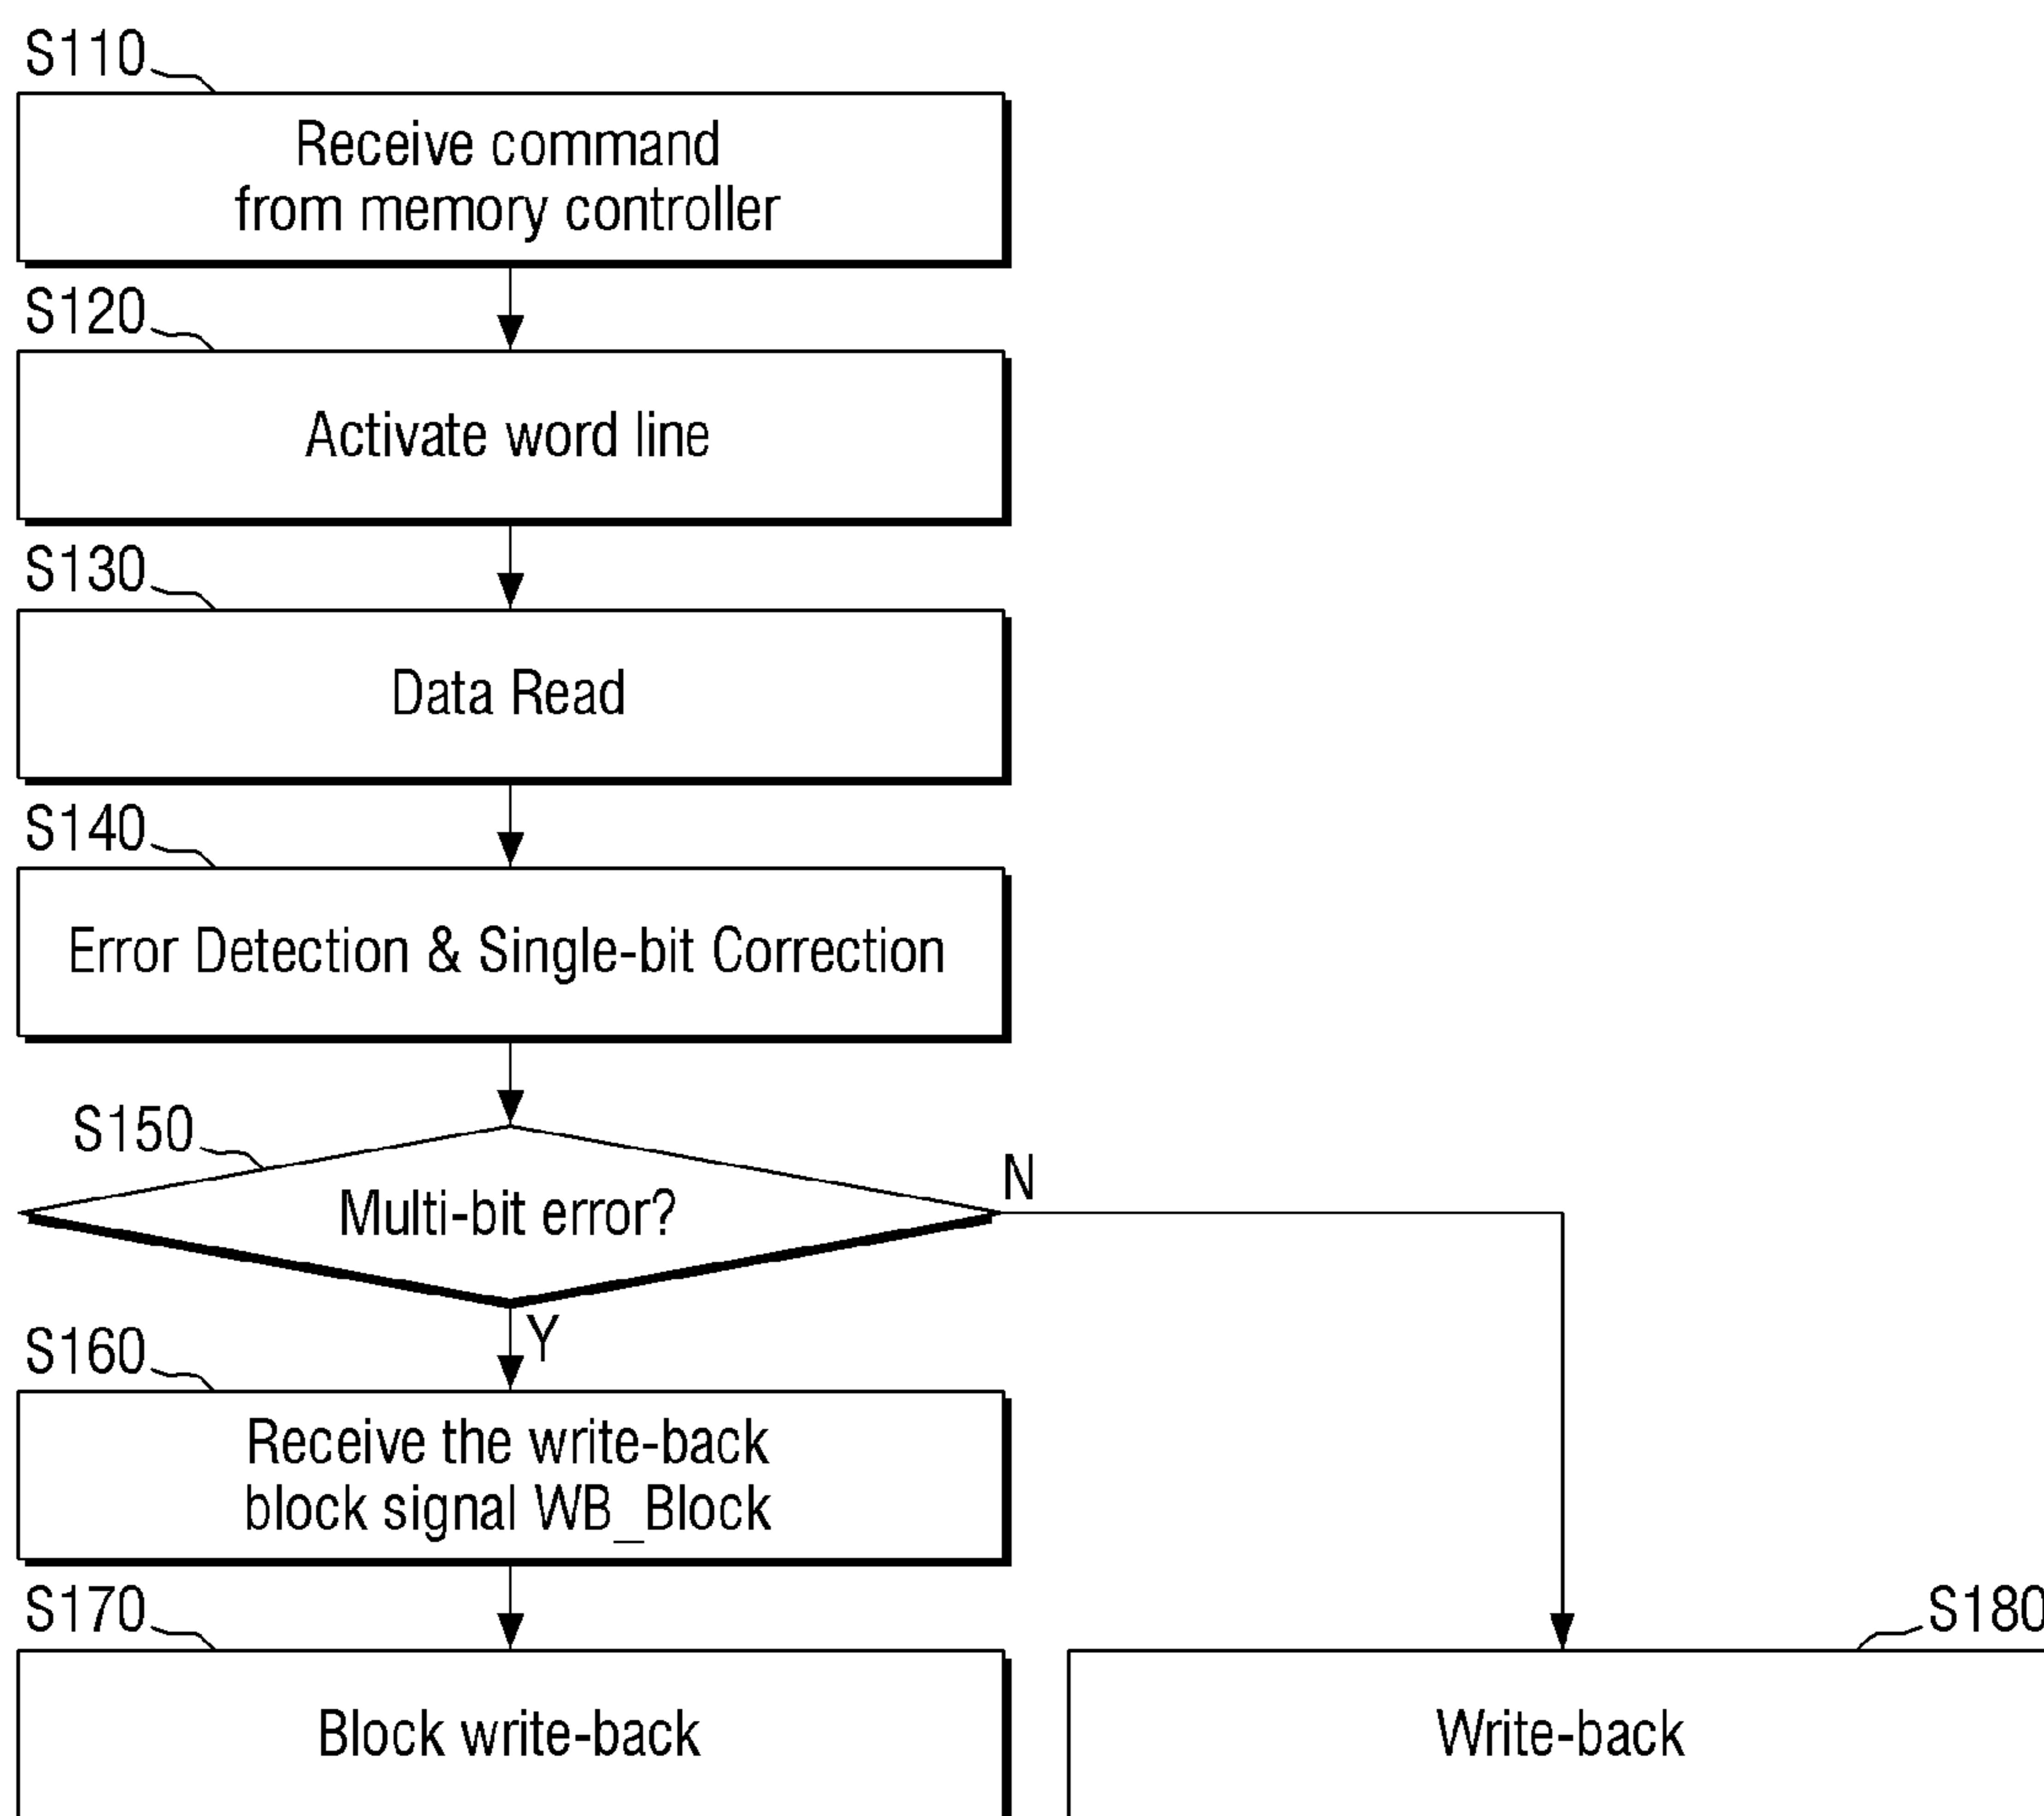 S110
Receive command
from memory controller
S120
Activate word line
S130
Data Read
S140
Error Detection & Single-bit Correction
S150
Multi-bit error?
N
Y
S160
Receive the write-back
block signal WB_Block
S170
Block write-back
S180
Write-back